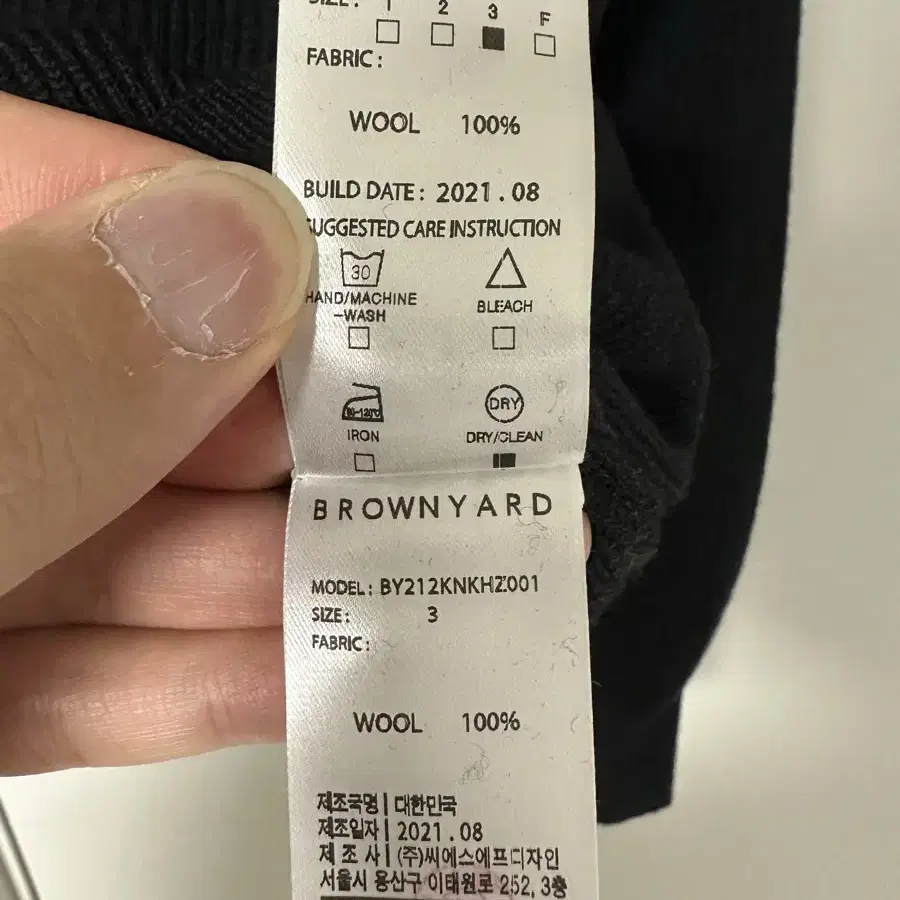 SIZE: 1 2 3 F
FABRIC:
WOOL 100%
BUILD DATE: 2021.08
SUGGESTED CARE INSTRUCTION
30
HAND/MACHINE
-WASH
BLEACH
DRY
IRON
DRY/CLEAN
BROWNYARD
MODEL: BY212KNKHZ001
SIZE: 3
FABRIC:
WOOL 100%
제조국명 | 대한민국
제조일자 | 2021.08
제 조 사 | (주)씨에스에프디자인
서울시 용산구 이태원로 252, 3층